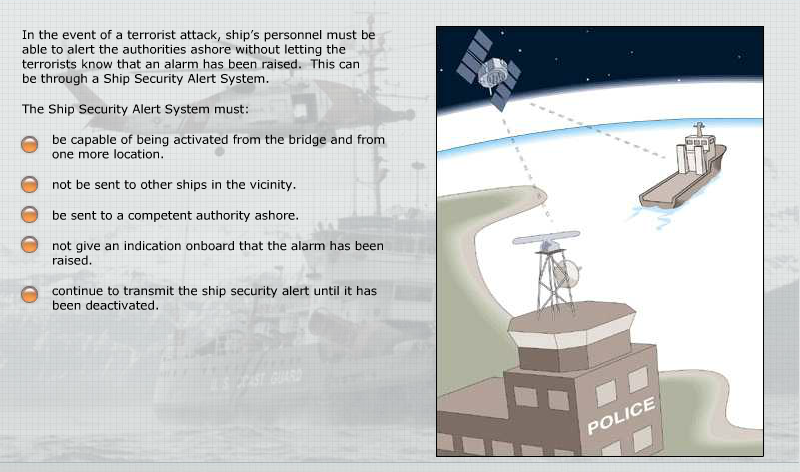 In the event of a terrorist attack, ship's personnel must be
able to alert the authorities ashore without letting the
terrorists know that an alarm has been raised.  This can
be through a Ship Security Alert System.
The Ship Security Alert System must:
be capable of being activated from the bridge and from
one more location.
not be sent to other ships in the vicinity.
be sent to a competent authority ashore.
not give an indication onboard that the alarm has been
raised.
continue to transmit the ship security alert until it has
been deactivated.
U.S. COAST GUARD
POLICE